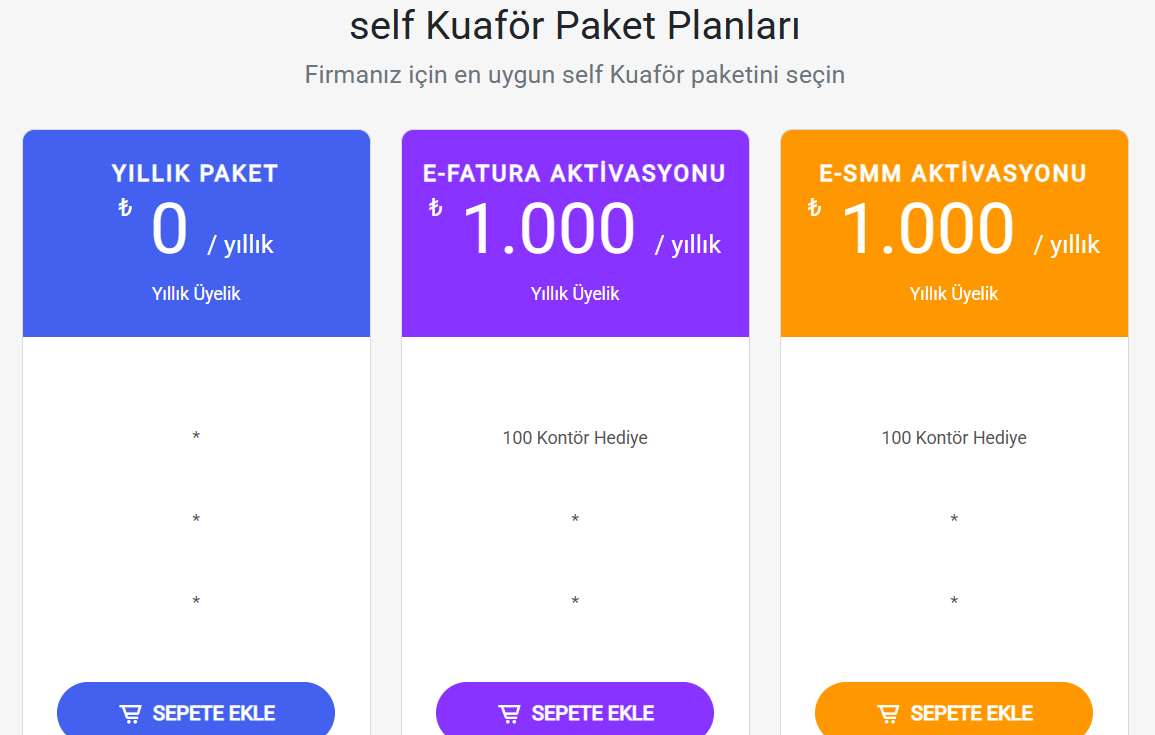 self Kuaför Paket Planları
Firmanız için en uygun self Kuaför paketini seçin
YILLIK PAKET
₺ 0 / yıllık
Yıllık Üyelik
*
*
*
SEPETE EKLE
E-FATURA AKTİVASYONU
₺ 1.000 / yıllık
Yıllık Üyelik
100 Kontör Hediye
*
*
SEPETE EKLE
E-SMM AKTİVASYONU
₺ 1.000 / yıllık
Yıllık Üyelik
100 Kontör Hediye
*
*
SEPETE EKLE